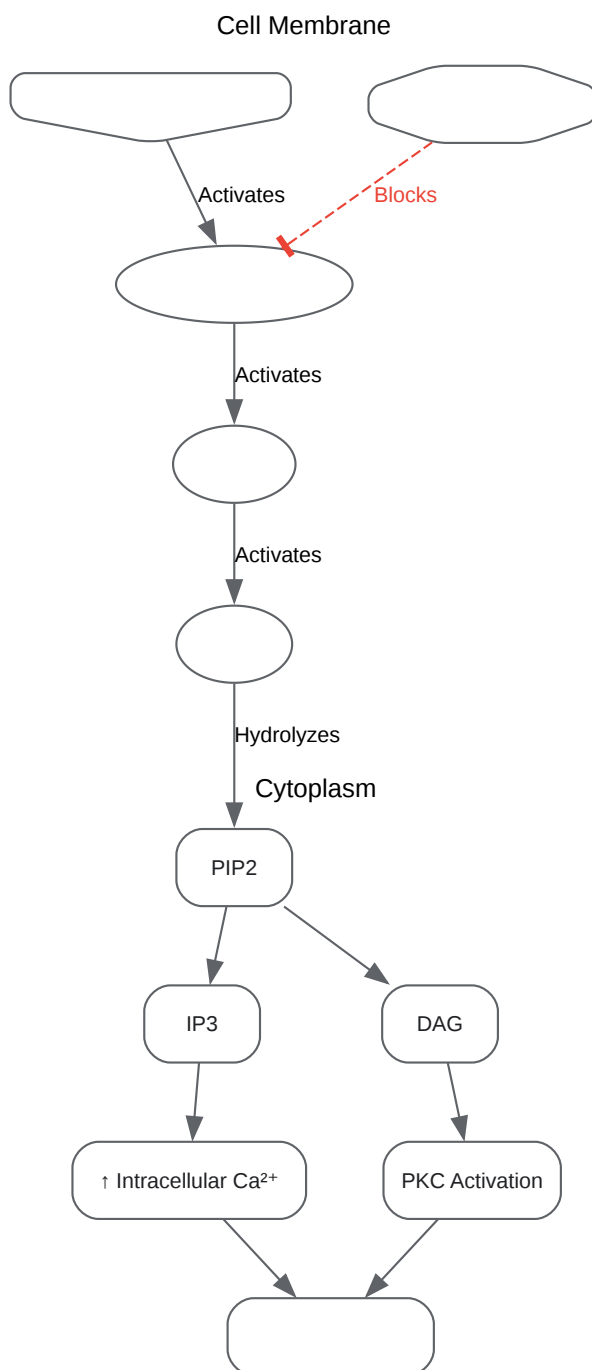 Cell Membrane
Activates
Blocks
Activates
Activates
Hydrolyzes
Cytoplasm
PIP2
IP3
DAG
↑ Intracellular Ca²⁺
PKC Activation